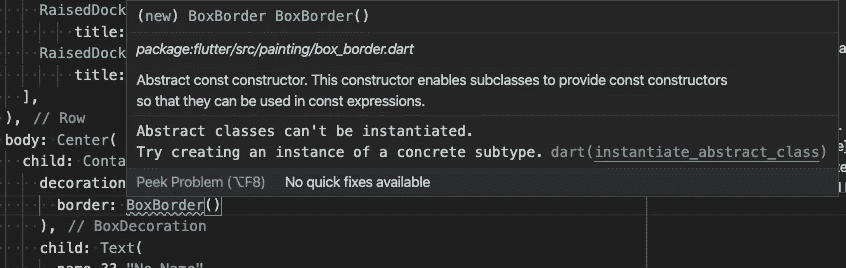 RaisedDock
(new) BoxBorder BoxBorder()
title:
package:flutter/src/painting/box_border.dart
RaisedDock
title:
Abstract const constructor. This constructor enables subclasses to provide const constructors
so that they can be used in const expressions.
],
), // Row
Abstract classes can't be instantiated.
body: Center(
Try creating an instance of a concrete subtype. dart(instantiate_abstract_class)
child: Conta
decoration
Peek Problem (⌥F8) No quick fixes available
border: BoxBorder()
), // BoxDecoration
child: Text(
name ?? "No Name"